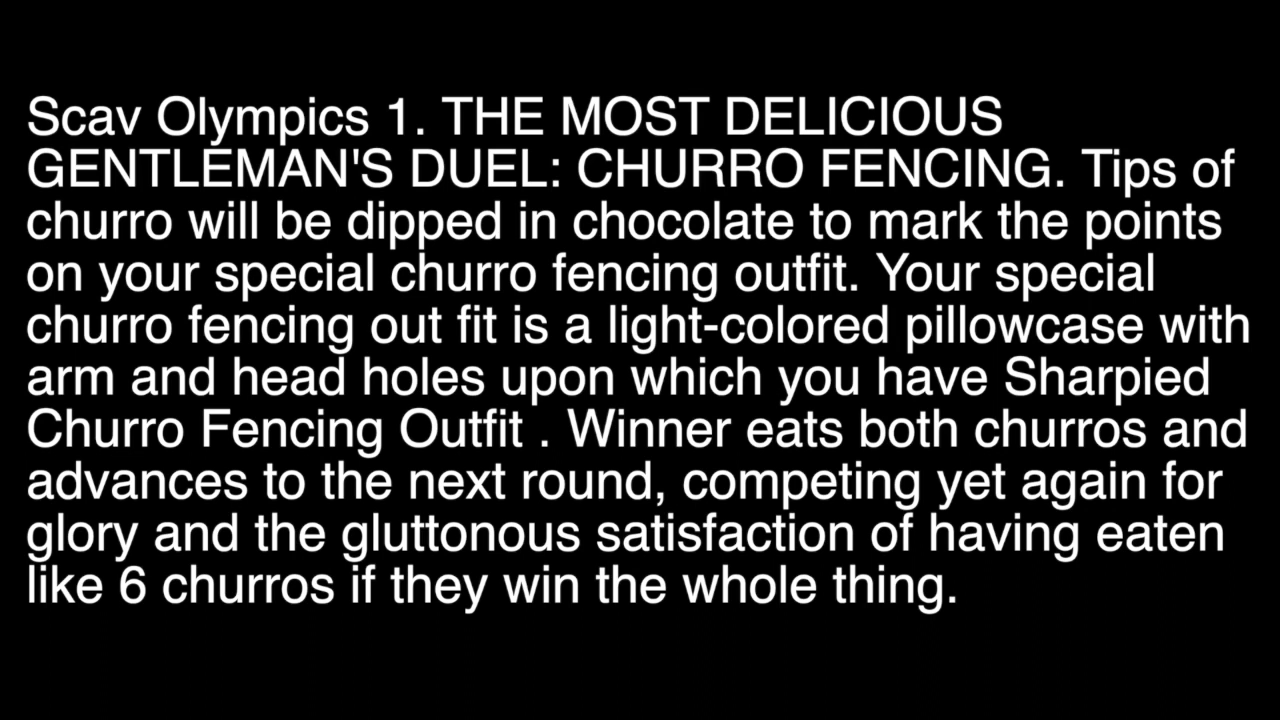 Scav Olympics 1. THE MOST DELICIOUS
GENTLEMAN'S DUEL: CHURRO FENCING. Tips of
churro will be dipped in chocolate to mark the points
on your special churro fencing outfit. Your special
churro fencing out fit is a light-colored pillowcase with
arm and head holes upon which you have Sharpied
Churro Fencing Outfit . Winner eats both churros and
advances to the next round, competing yet again for
glory and the gluttonous satisfaction of having eaten
like 6 churros if they win the whole thing.